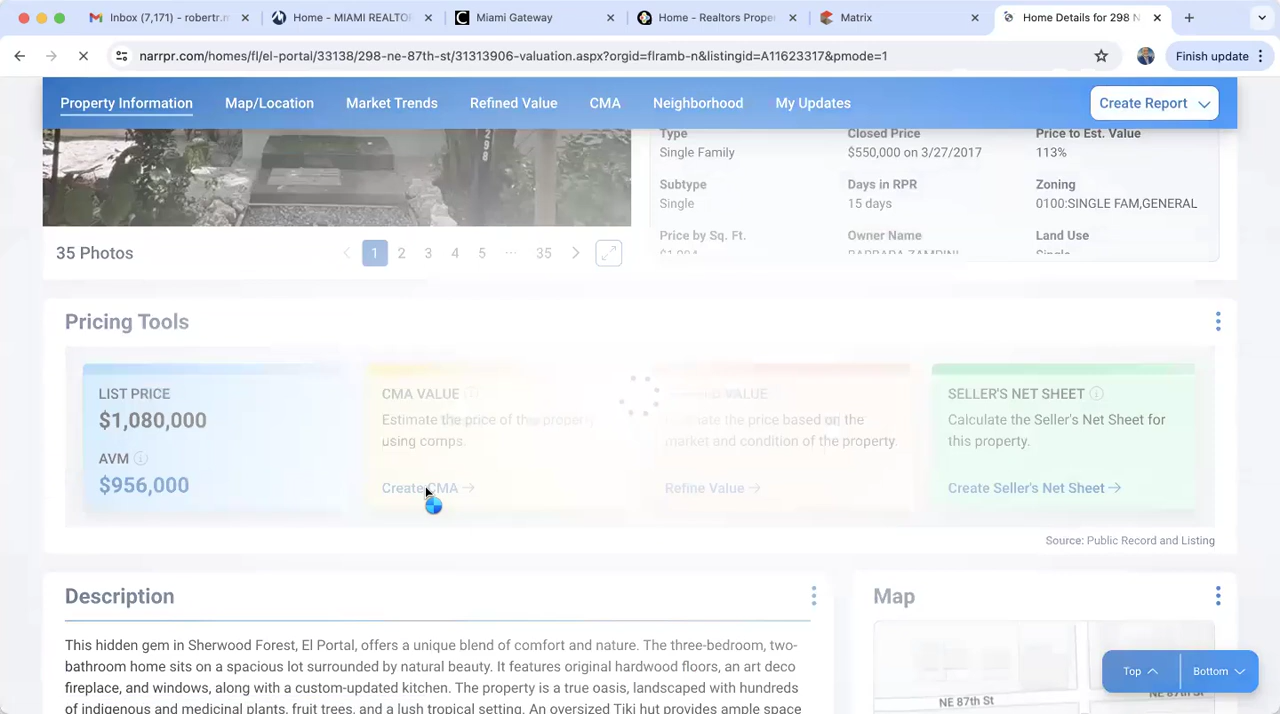 Inbox (7,171) - robertr.m
Home - MIAMI REALTO
Miami Gateway
Home - Realtors Prope
Matrix
Home Details for 298 N
narrpr.com/homes/fl/el-portal/33138/298-ne-87th-st/31313906-valuation.aspx?orgid=flramb-n&listingid=A11623317&pmode=1
Finish update
Property Information
Map/Location
Market Trends
Refined Value
CMA
Neighborhood
My Updates
Create Report
298
Type
Single Family
Closed Price
$550,000 on 3/27/2017
Price to Est. Value
113%
Subtype
Single
Days in RPR
15 days
Zoning
0100:SINGLE FAM,GENERAL
Price by Sq. Ft.
Owner Name
BARBARA ZAMPINI
Land Use
Single
35 Photos
1 2 3 4 5 ... 35
Pricing Tools
LIST PRICE
$1,080,000
AVM
$956,000
CMA VALUE
Estimate the price of the property
using comps.
Create CMA
VALUE
the price based on the
market and condition of the property.
Refine Value
SELLER'S NET SHEET
Calculate the Seller's Net Sheet for
this property.
Create Seller's Net Sheet
Source: Public Record and Listing
Description
This hidden gem in Sherwood Forest, El Portal, offers a unique blend of comfort and nature. The three-bedroom, two-
bathroom home sits on a spacious lot surrounded by natural beauty. It features original hardwood floors, an art deco
fireplace, and windows, along with a custom-updated kitchen. The property is a true oasis, landscaped with hundreds
of indigenous and medicinal plants, fruit trees, and a lush tropical setting. An oversized Tiki hut provides ample space
Map
NE 87th St
NE 87th St
Top
Bottom